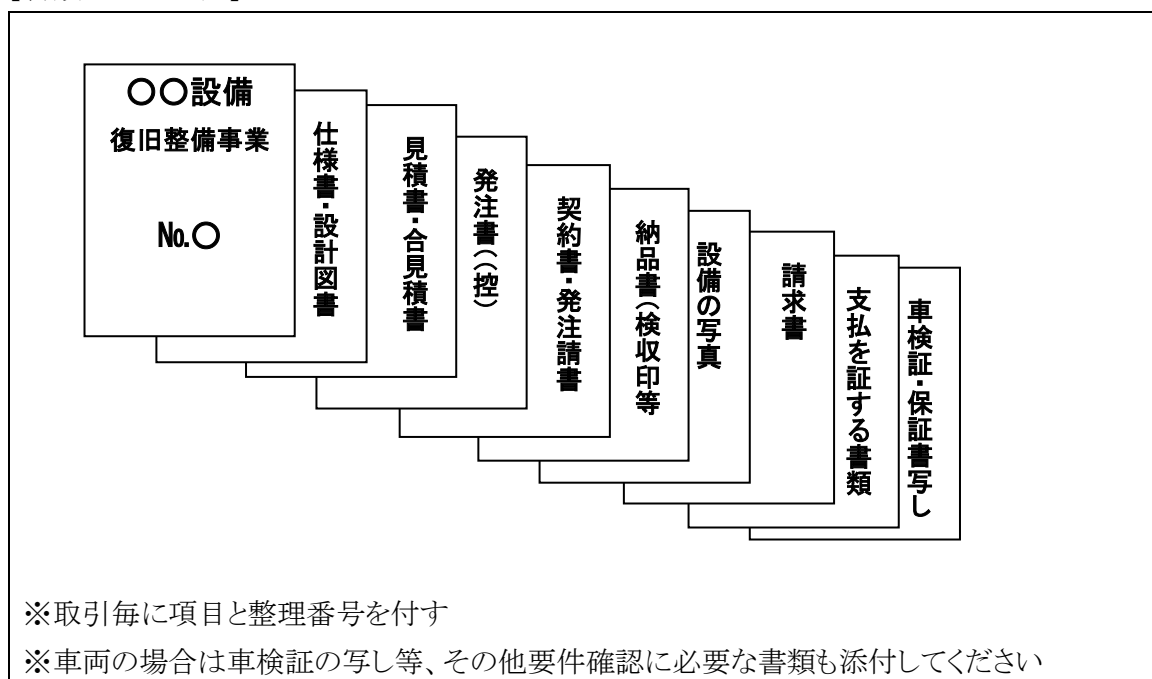 〇〇設備
復旧整備事業
№〇
仕様書・設計図書
見積書・合見積書
発注書((控)
契約書・発注請書
納品書(検収印等
設備の写真
請求書
支払を証する書類
車検証・保証書写し
※取引毎に項目と整理番号を付す
※車両の場合は車検証の写し等、その他要件確認に必要な書類も添付してください